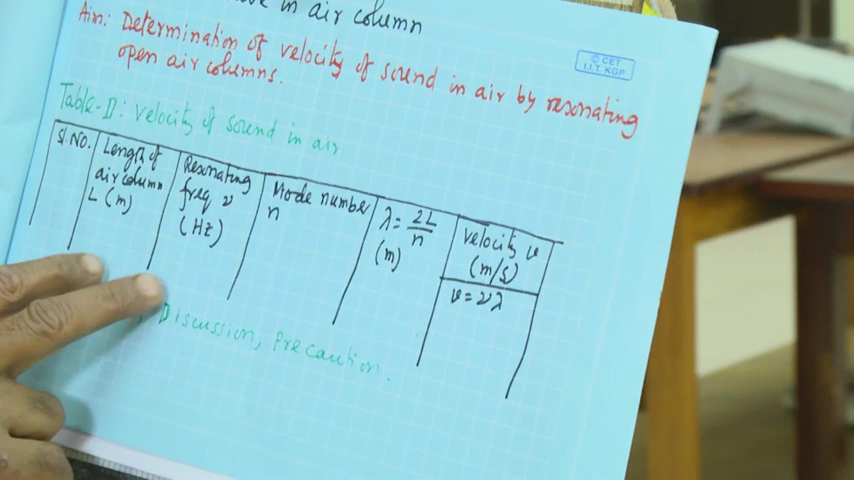 in air column
Aim: Determination of velocity of sound in air by resonating
open air columns.
© CET
I.I.T. KGP
Table-II: Velocity of sound in air
Sl.No.
Length of
air column
L (m)
Resonating
freq ν
(Hz)
Mode number
n
λ = 2L/n
(m)
Velocity v
(m/s)
v = νλ
Discussion, Precaution.